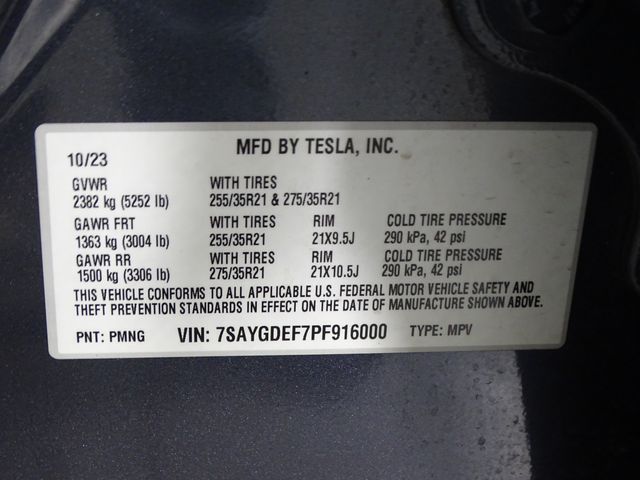 10/23 MFD BY TESLA, INC.
GVWR WITH TIRES
2382 kg (5252 lb) 255/35R21 & 275/35R21
GAWR FRT WITH TIRES RIM COLD TIRE PRESSURE
1363 kg (3004 lb) 255/35R21 21X9.5J 290 kPa, 42 psi
GAWR RR WITH TIRES RIM COLD TIRE PRESSURE
1500 kg (3306 lb) 275/35R21 21X10.5J 290 kPa, 42 psi
THIS VEHICLE CONFORMS TO ALL APPLICABLE U.S. FEDERAL MOTOR VEHICLE SAFETY AND
THEFT PREVENTION STANDARDS IN EFFECT ON THE DATE OF MANUFACTURE SHOWN ABOVE.
PNT: PMNG VIN: 7SAYGDEF7PF916000 TYPE: MPV